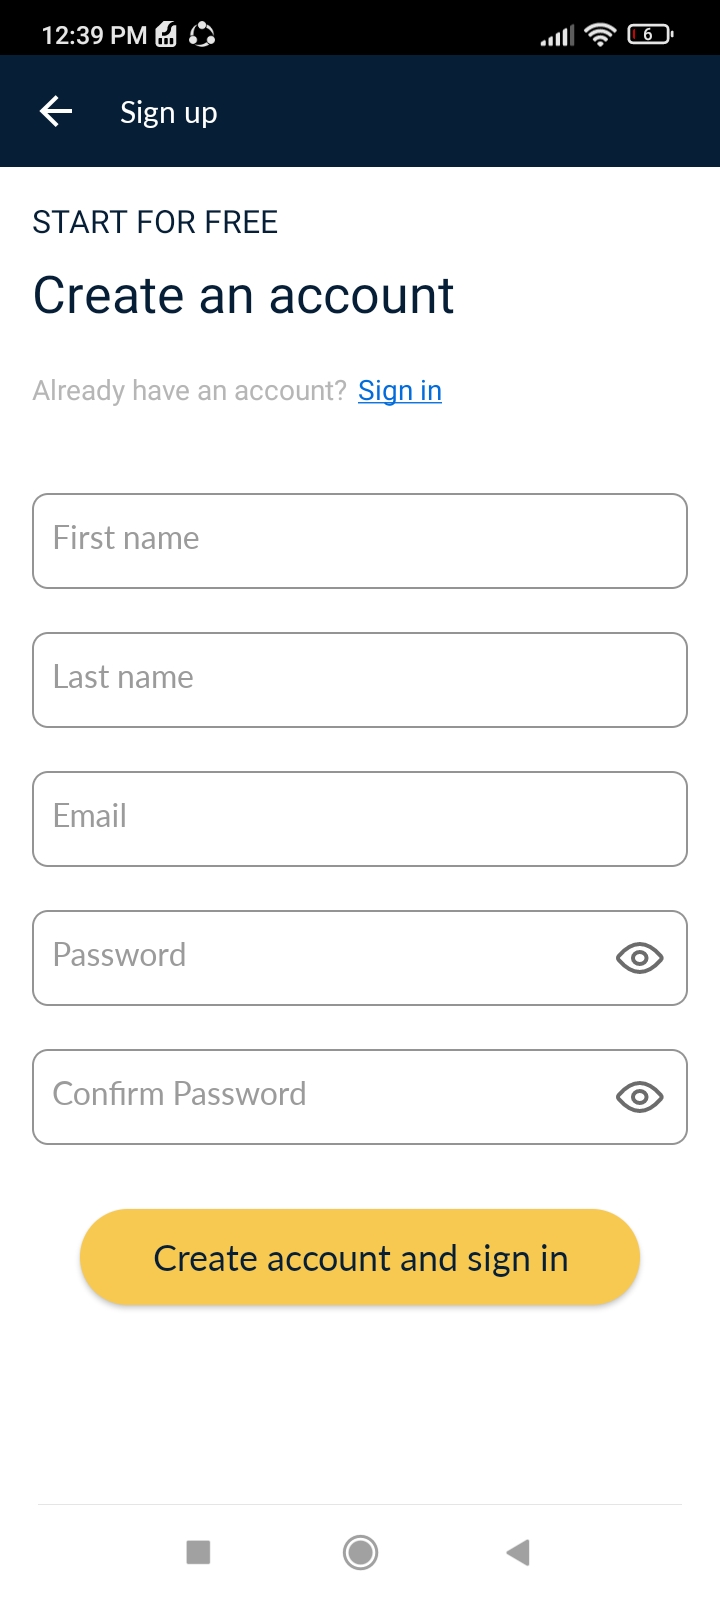 12:39 PM 6
Sign up
START FOR FREE
Create an account
Already have an account? Sign in
First name
Last name
Email
Password
Confirm Password
Create account and sign in